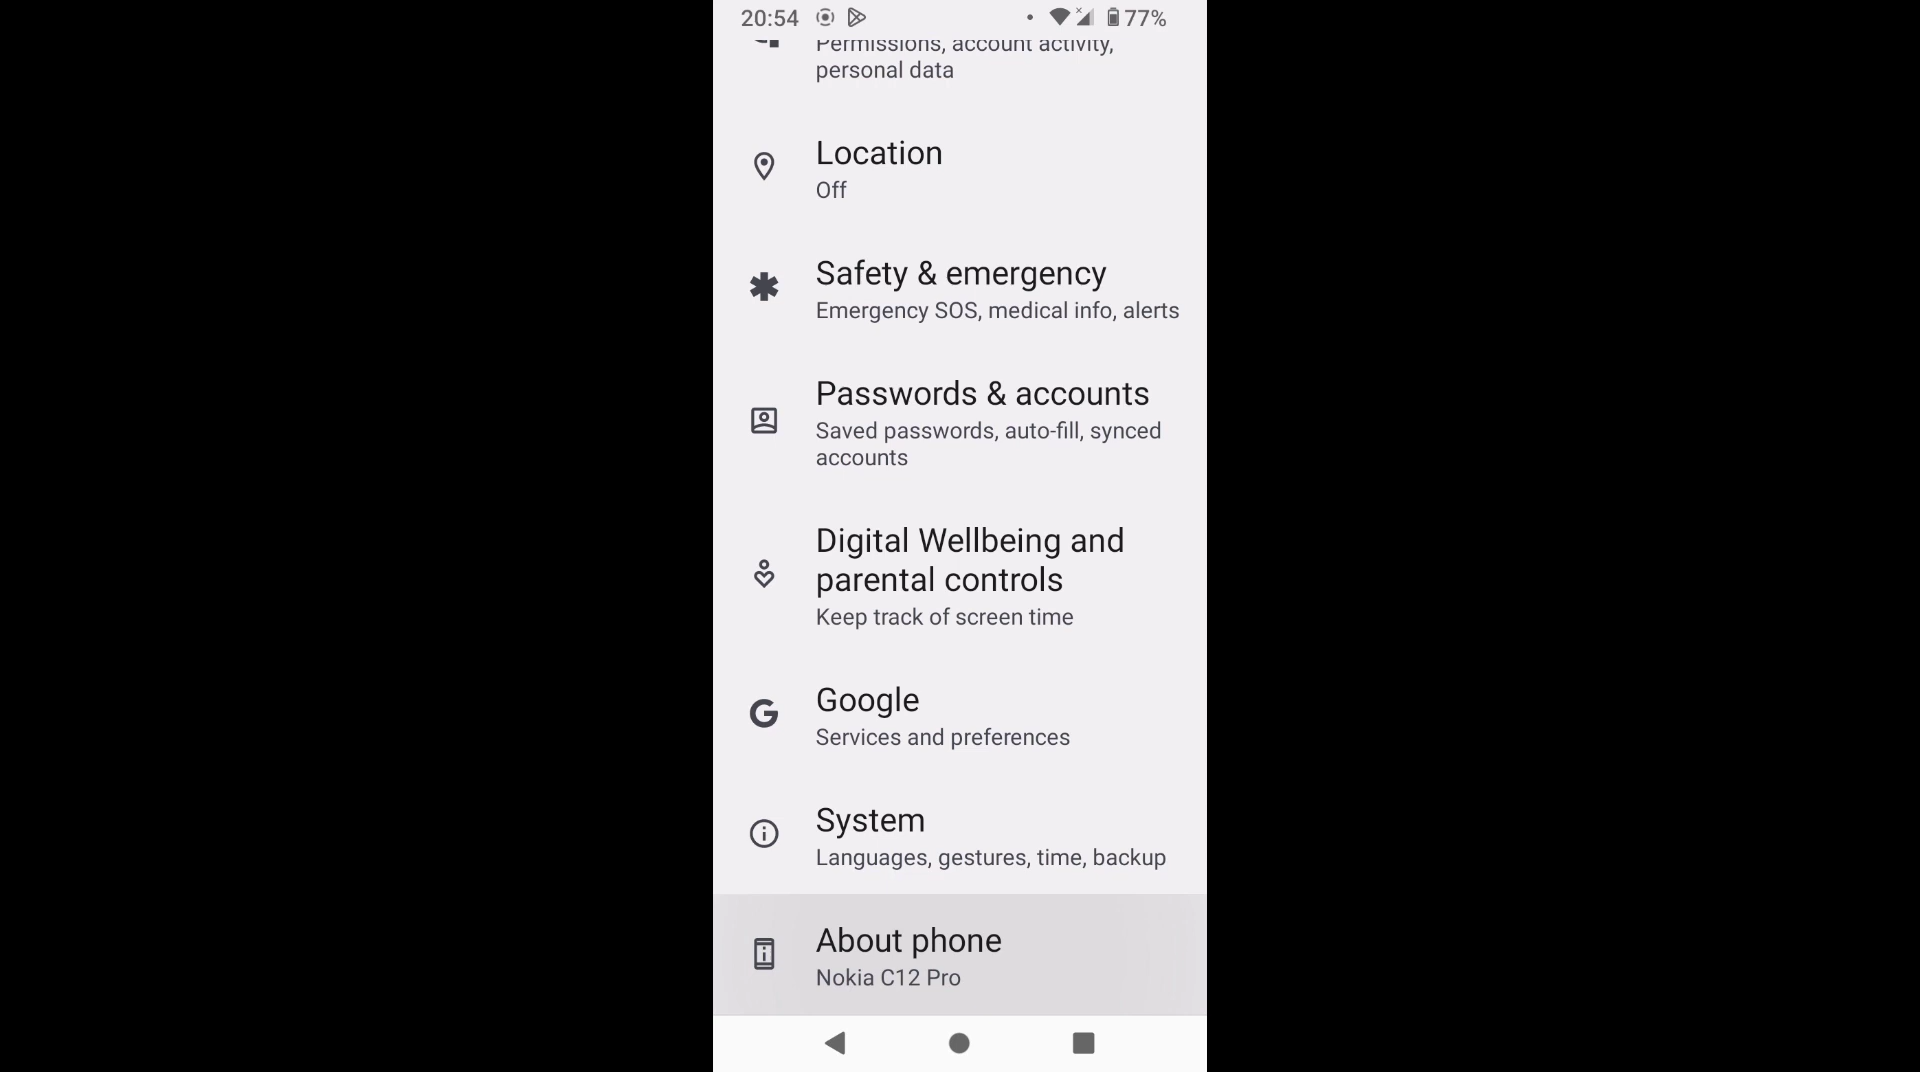 20:54
77%
Permissions, account activity,
personal data
Location
Off
Safety & emergency
Emergency SOS, medical info, alerts
Passwords & accounts
Saved passwords, auto-fill, synced
accounts
Digital Wellbeing and
parental controls
Keep track of screen time
Google
Services and preferences
System
Languages, gestures, time, backup
About phone
Nokia C12 Pro